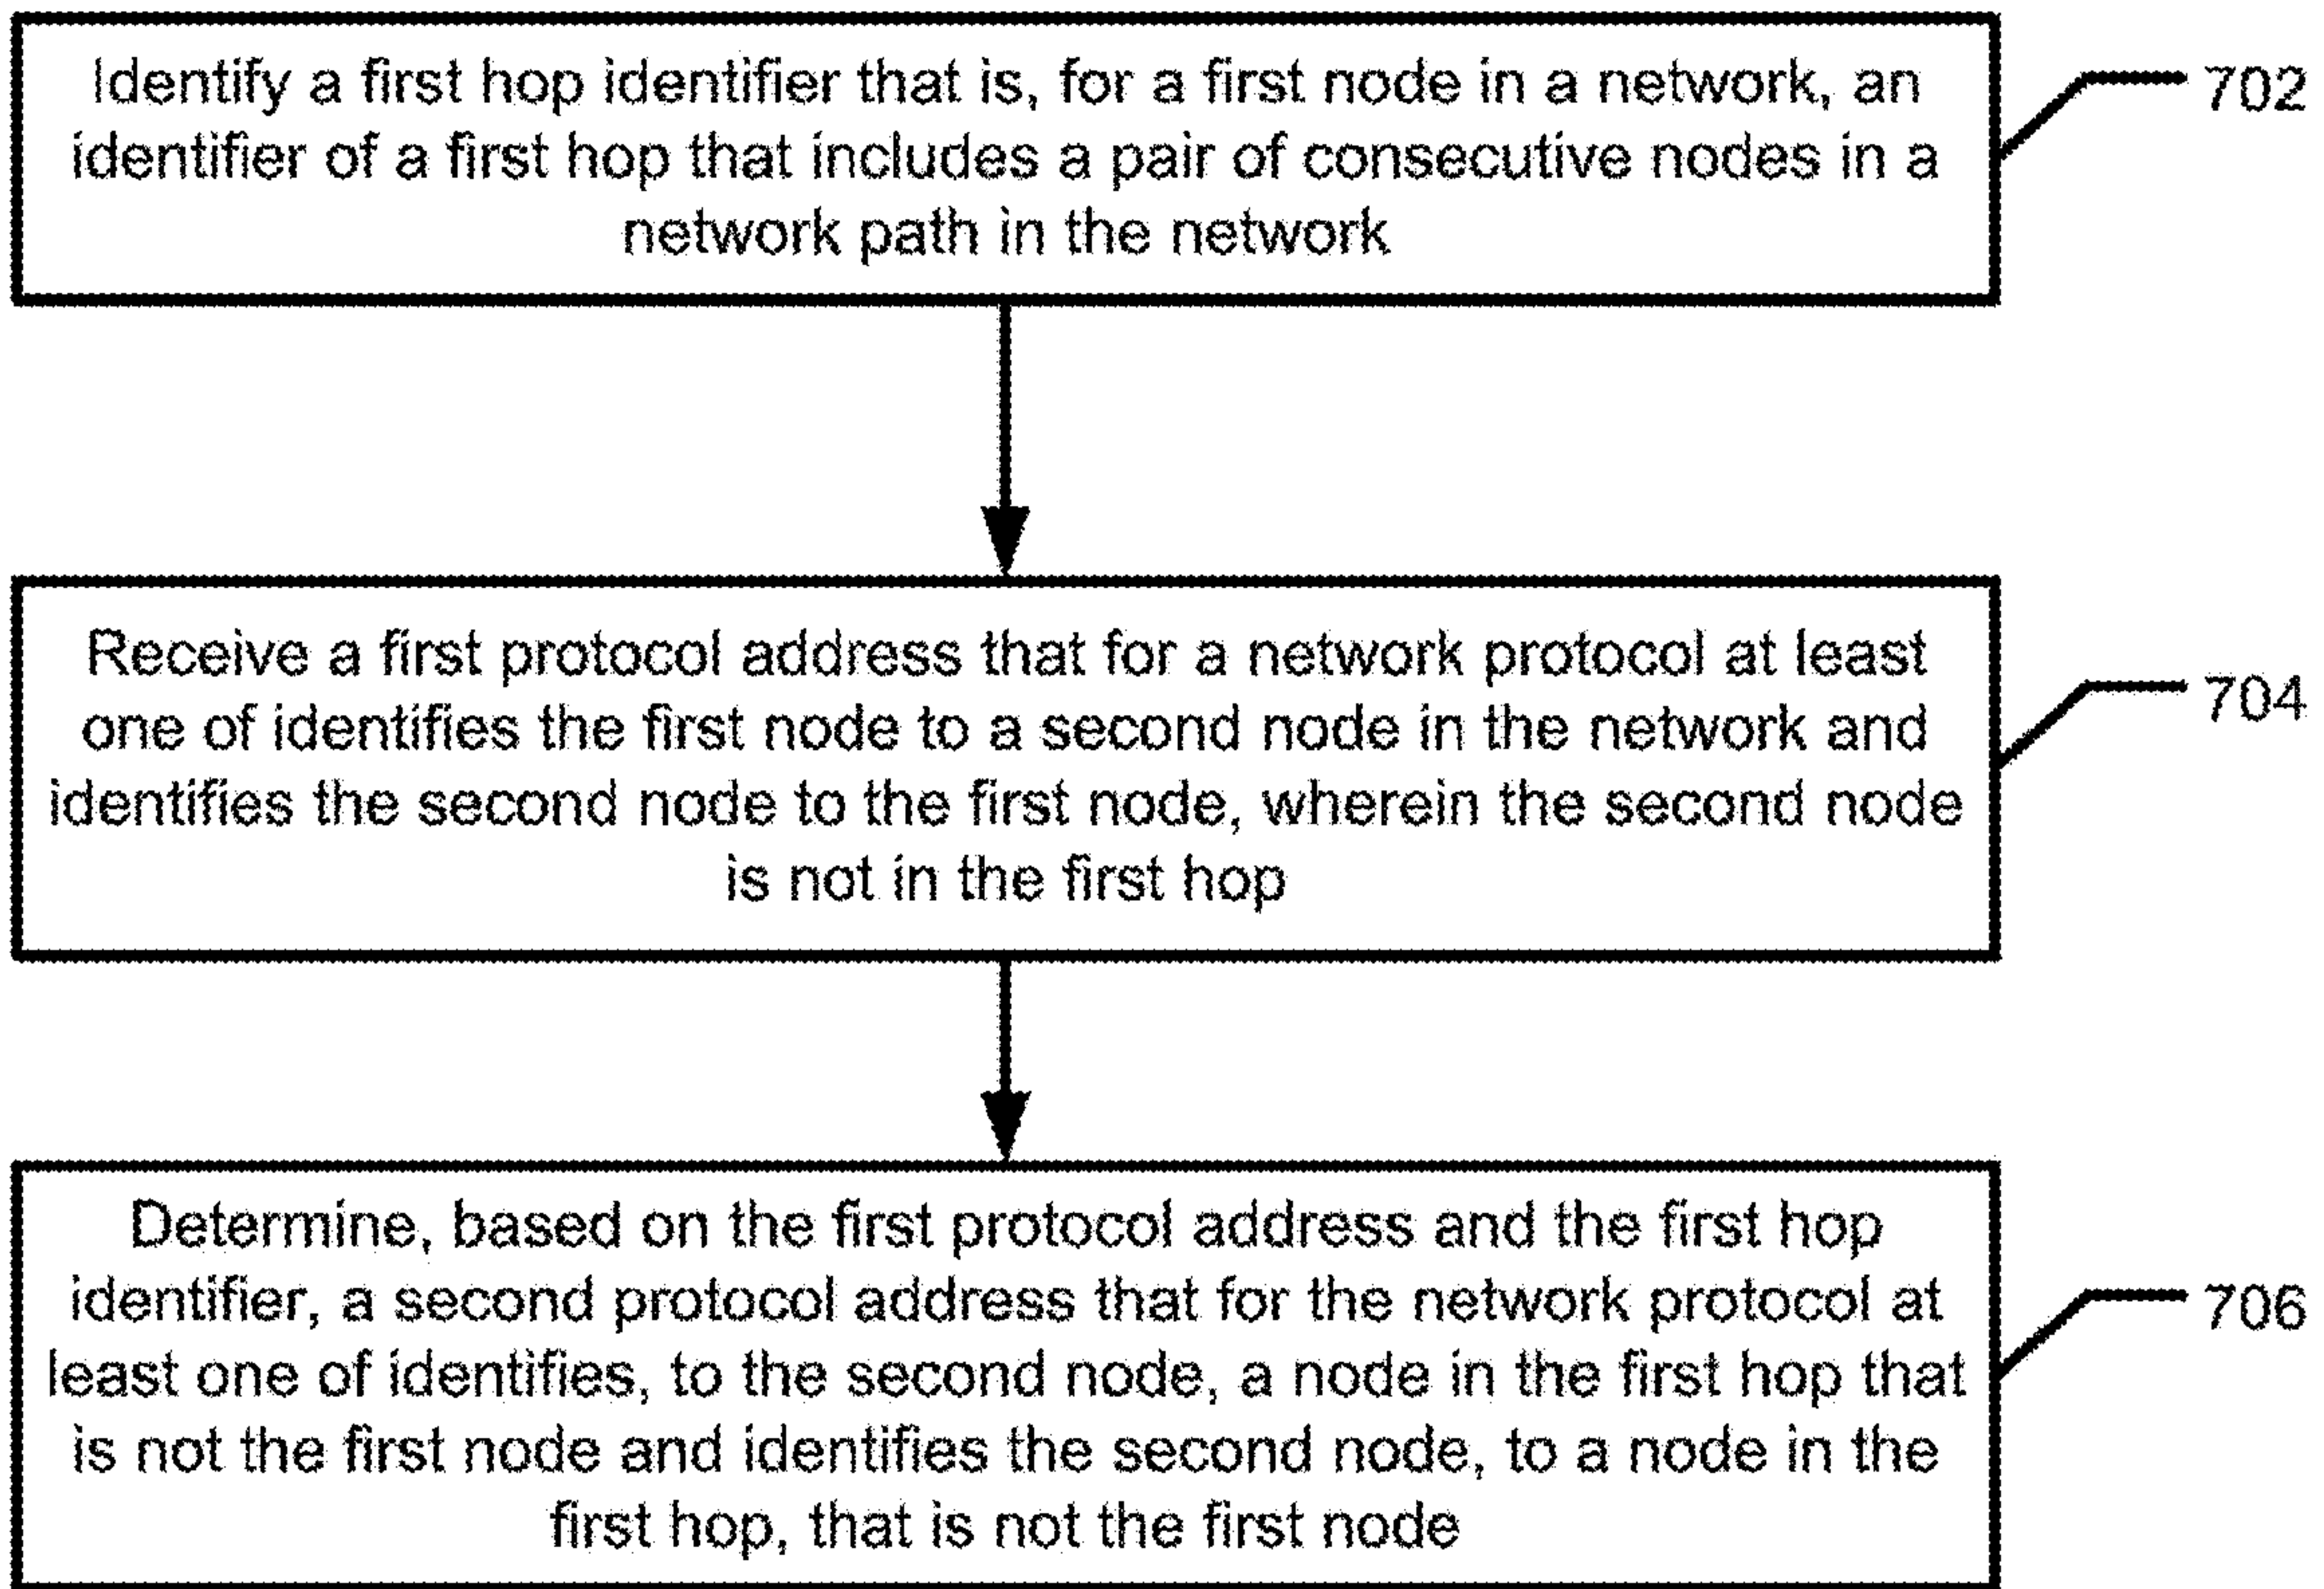 Identify a first hop identifier that is, for a first node in a network, an
identifier of a first hop that includes a pair of consecutive nodes in a
network path in the network
702
Receive a first protocol address that for a network protocol at least
one of identifies the first node to a second node in the network and
identifies the second node to the first node, wherein the second node
is not in the first hop
704
Determine, based on the first protocol address and the first hop
identifier, a second protocol address that for the network protocol at
least one of identifies, to the second node, a node in the first hop that
is not the first node and identifies the second node, to a node in the
first hop, that is not the first node
706